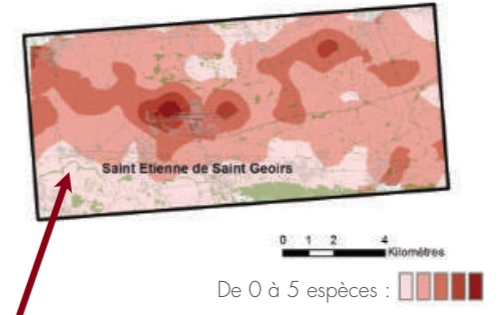 Saint Etienne de Saint Geoirs
0 1 2 4
Kilomètres
De 0 à 5 espèces :